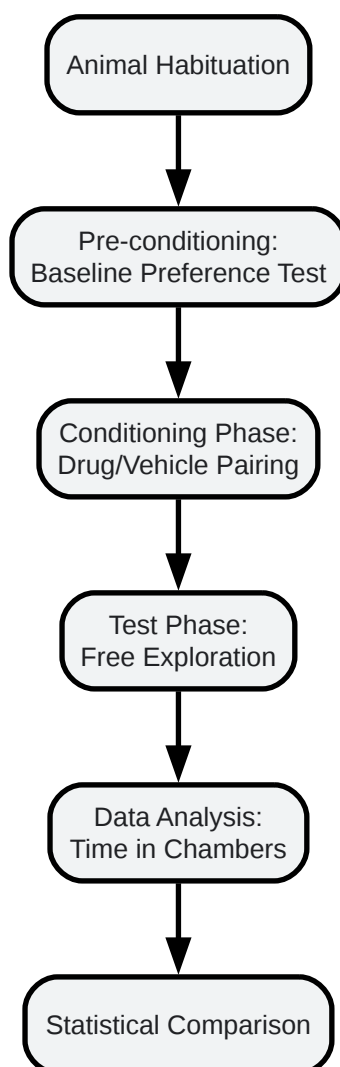 Animal Habituation
Pre-conditioning:
Baseline Preference Test
Conditioning Phase:
Drug/Vehicle Pairing
Test Phase:
Free Exploration
Data Analysis:
Time in Chambers
Statistical Comparison